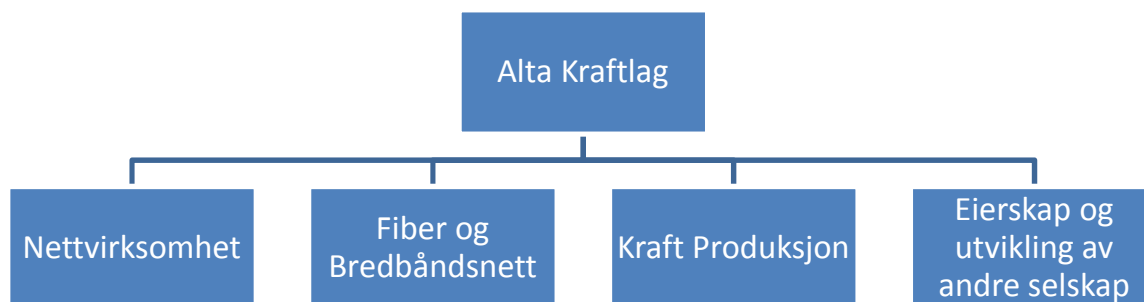 Alta Kraftlag
Nettvirksomhet
Fiber og
Bredbåndsnett
Kraft Produksjon
Eierskap og
utvikling av
andre selskap